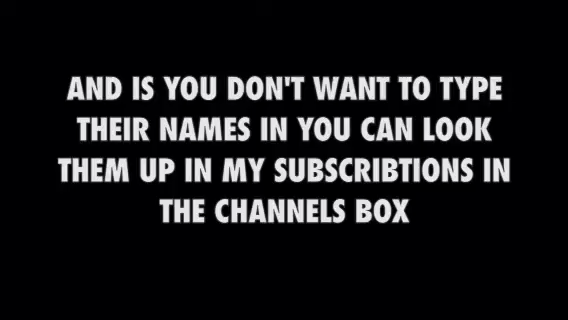 AND IS YOU DON'T WANT TO TYPE
THEIR NAMES IN YOU CAN LOOK
THEM UP IN MY SUBSCRIBTIONS IN
THE CHANNELS BOX